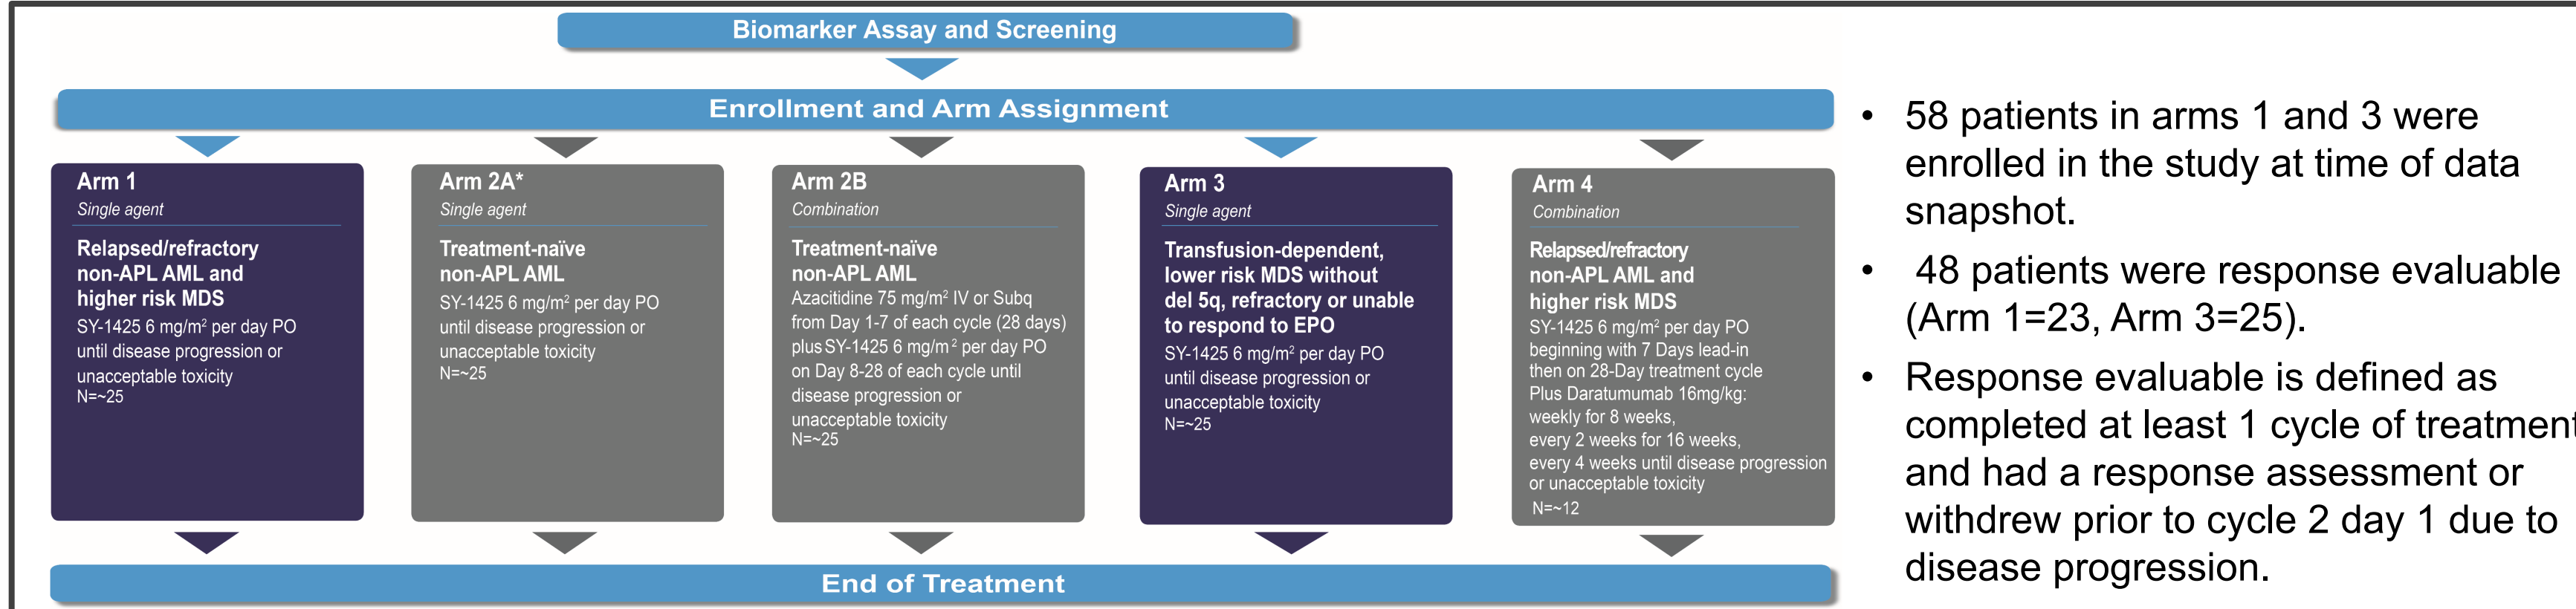 Biomarker Assay and Screening
Enrollment and Arm Assignment
Arm 1
Single agent
Relapsed/refractory
non-APL AML and
higher risk MDS
SY-1425 6 mg/m² per day PO
until disease progression or
unacceptable toxicity
N=~25
Arm 2A*
Single agent
Treatment-naïve
non-APL AML
SY-1425 6 mg/m² per day PO
until disease progression or
unacceptable toxicity
N=~25
Arm 2B
Combination
Treatment-naïve
non-APL AML
Azacitidine 75 mg/m² IV or Subq
from Day 1-7 of each cycle (28 days)
plus SY-1425 6 mg/m² per day PO
on Day 8-28 of each cycle until
disease progression or
unacceptable toxicity
N=~25
Arm 3
Single agent
Transfusion-dependent,
lower risk MDS without
del 5q, refractory or unable
to respond to EPO
SY-1425 6 mg/m² per day PO
until disease progression or
unacceptable toxicity
N=~25
Arm 4
Combination
Relapsed/refractory
non-APL AML and
higher risk MDS
SY-1425 6 mg/m² per day PO
beginning with 7 Days lead-in
then on 28-Day treatment cycle
Plus Daratumumab 16mg/kg:
weekly for 8 weeks,
every 2 weeks for 16 weeks,
every 4 weeks until disease progression
or unacceptable toxicity
N=~12
End of Treatment
• 58 patients in arms 1 and 3 were
enrolled in the study at time of data
snapshot.
• 48 patients were response evaluable
(Arm 1=23, Arm 3=25).
• Response evaluable is defined as
completed at least 1 cycle of treatment
and had a response assessment or
withdrew prior to cycle 2 day 1 due to
disease progression.